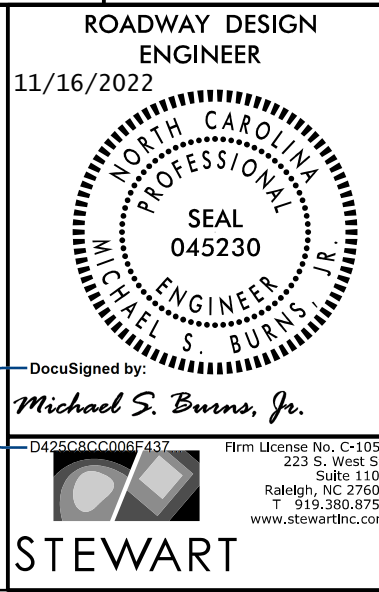 ROADWAY DESIGN
ENGINEER
11/16/2022
NORTH CAROLINA
PROFESSIONAL
SEAL
045230
ENGINEER
MICHAEL S. BURNS, JR.
DocuSigned by:
Michael S. Burns, Jr.
D425C8CC006F437...
Firm License No. C-105
223 S. West S
Suite 110
Raleigh, NC 2760
T 919.380.875
www.stewartinc.com
STEWART